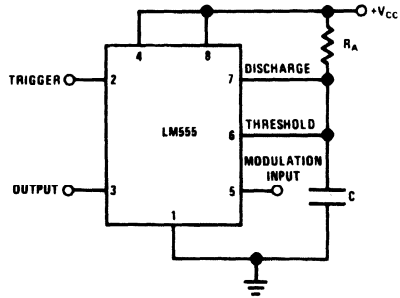 +VCC
4
8
RA
7
DISCHARGE
TRIGGER
2
LM555
6
THRESHOLD
MODULATION
INPUT
OUTPUT
3
5
C
1